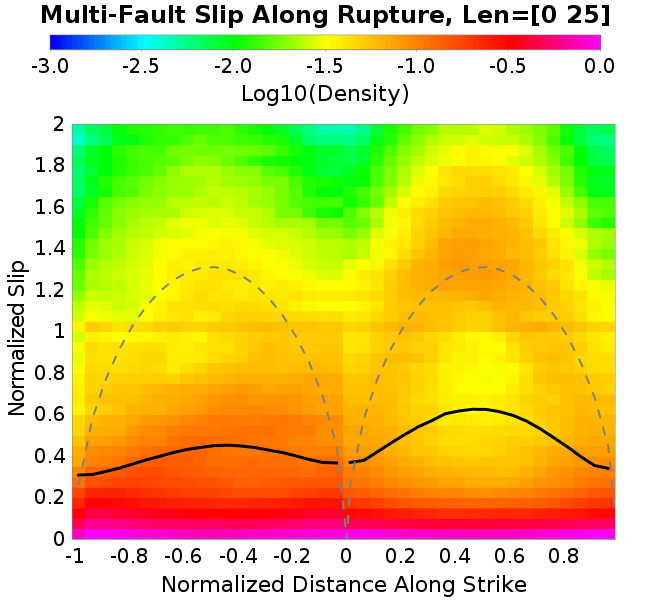 Multi-Fault Slip Along Rupture, Len=[0 25]
-3.0 -2.5 -2.0 -1.5 -1.0 -0.5 0.0
Log10(Density)
2
1.8
1.6
1.4
1.2
1
0.8
0.6
0.4
0.2
0
Normalized Slip
-1 -0.8 -0.6 -0.4 -0.2 0 0.2 0.4 0.6 0.8
Normalized Distance Along Strike